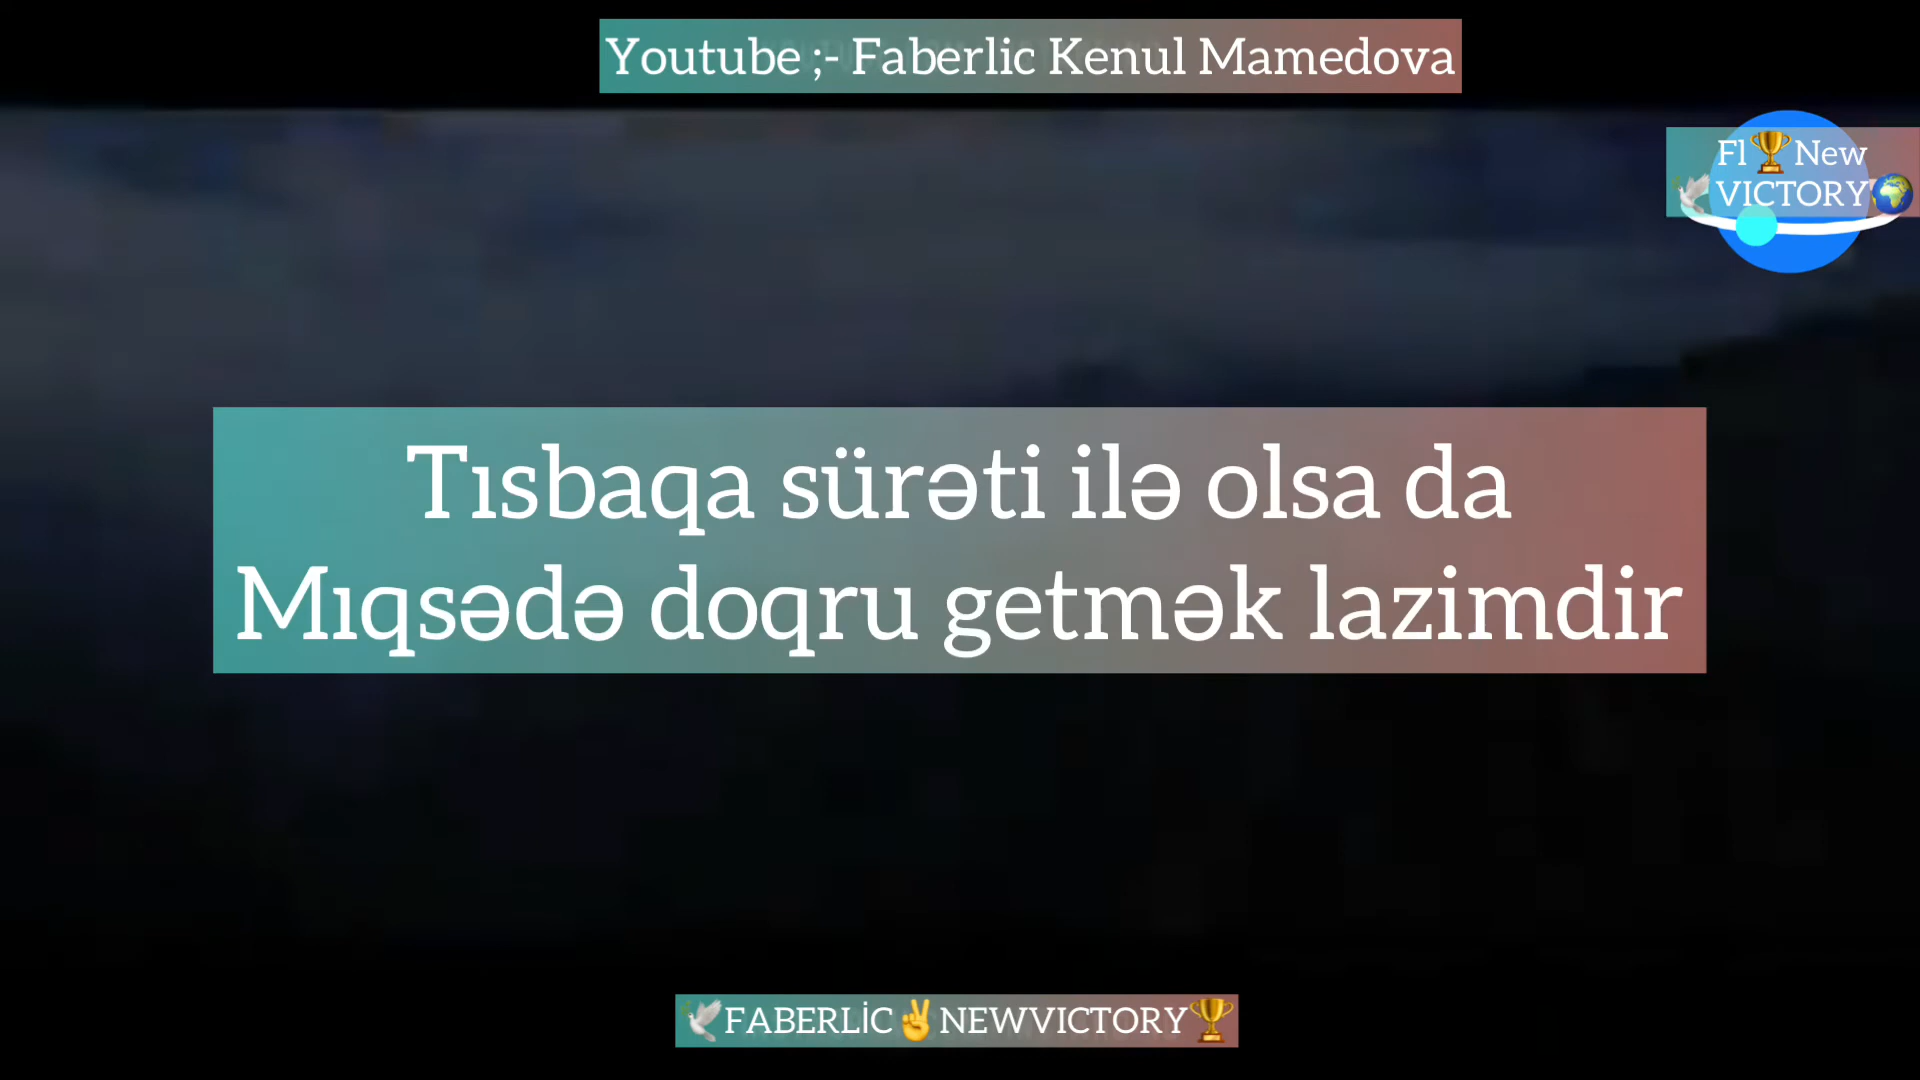 Youtube ;- Faberlic Kenul Mamedova
Fl🏆New
🕊️VICTORY🌍
Tısbaqa sürəti ilə olsa da
Mıqsədə doqru getmək lazimdir
🕊️FABERLİC✌️NEWVICTORY🏆